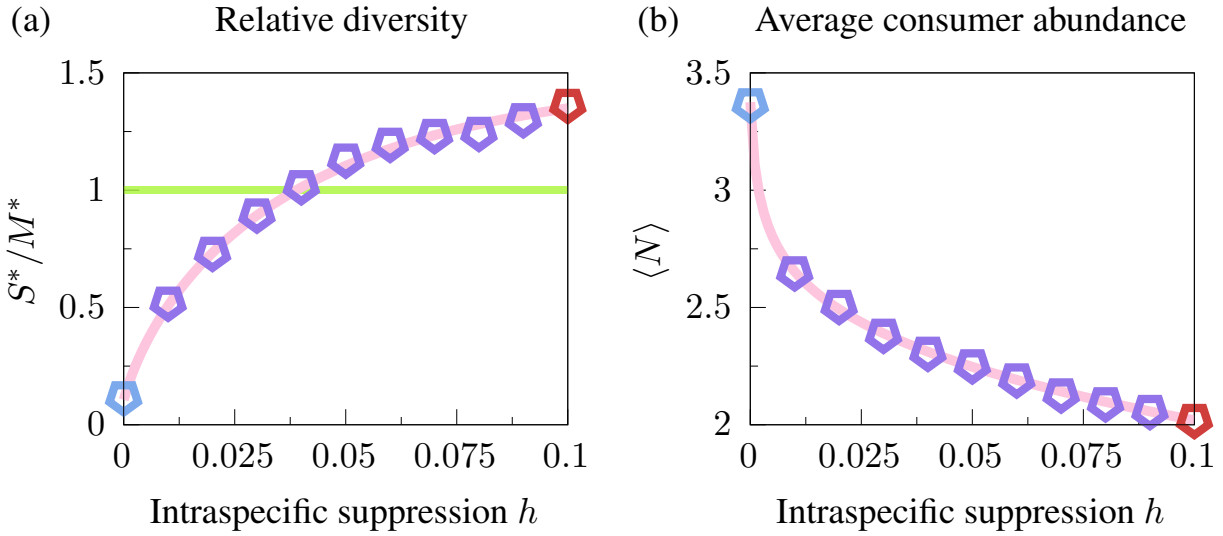 (a) Relative diversity
1.5
1
0.5
0
S*/M*
0 0.025 0.05 0.075 0.1
Intraspecific suppression h
(b) Average consumer abundance
3.5
3
2.5
2
⟨N⟩
0 0.025 0.05 0.075 0.1
Intraspecific suppression h